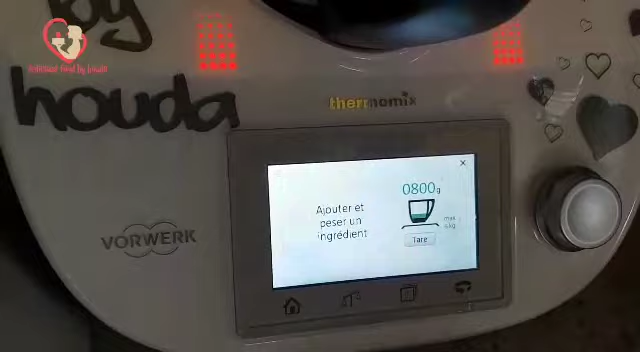 by
houda
thermomix
VORWERK
Ajouter et
peser un
ingrédient
0800g
Tare